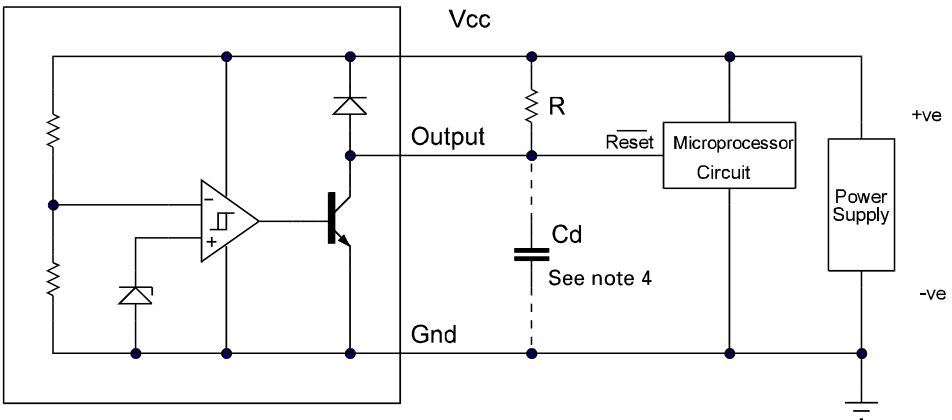 Vcc
R
+ve
Output
Reset
Microprocessor
Circuit
Power
Supply
−
+
Cd
See note 4
-ve
Gnd